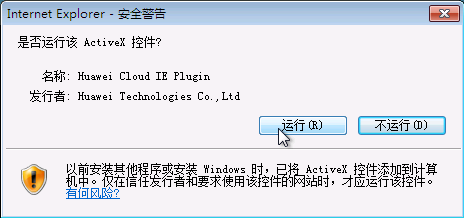 Internet Explorer - 安全警告
是否运行该 ActiveX 控件?
名称: Huawei Cloud IE Plugin
发行者: Huawei Technologies Co.,Ltd
运行(R) 不运行(D)
以前安装其他程序或安装 Windows 时,已将 ActiveX 控件添加到计算
机中。仅在信任发行者和要求使用该控件的网站时,才应运行该控件。
有何风险?